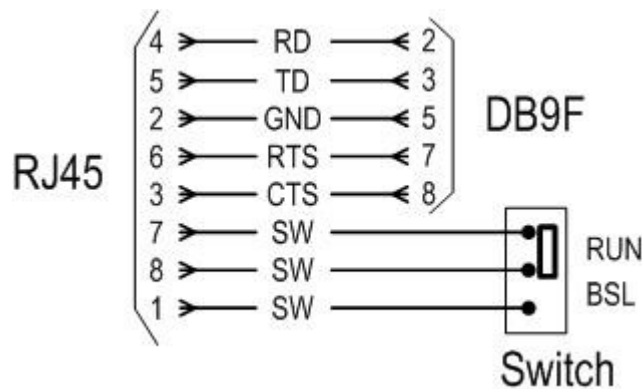 4 RD 2
5 TD 3
2 GND 5
DB9F
6 RTS 7
RJ45
3 CTS 8
7 SW
RUN
8 SW
BSL
1 SW
Switch